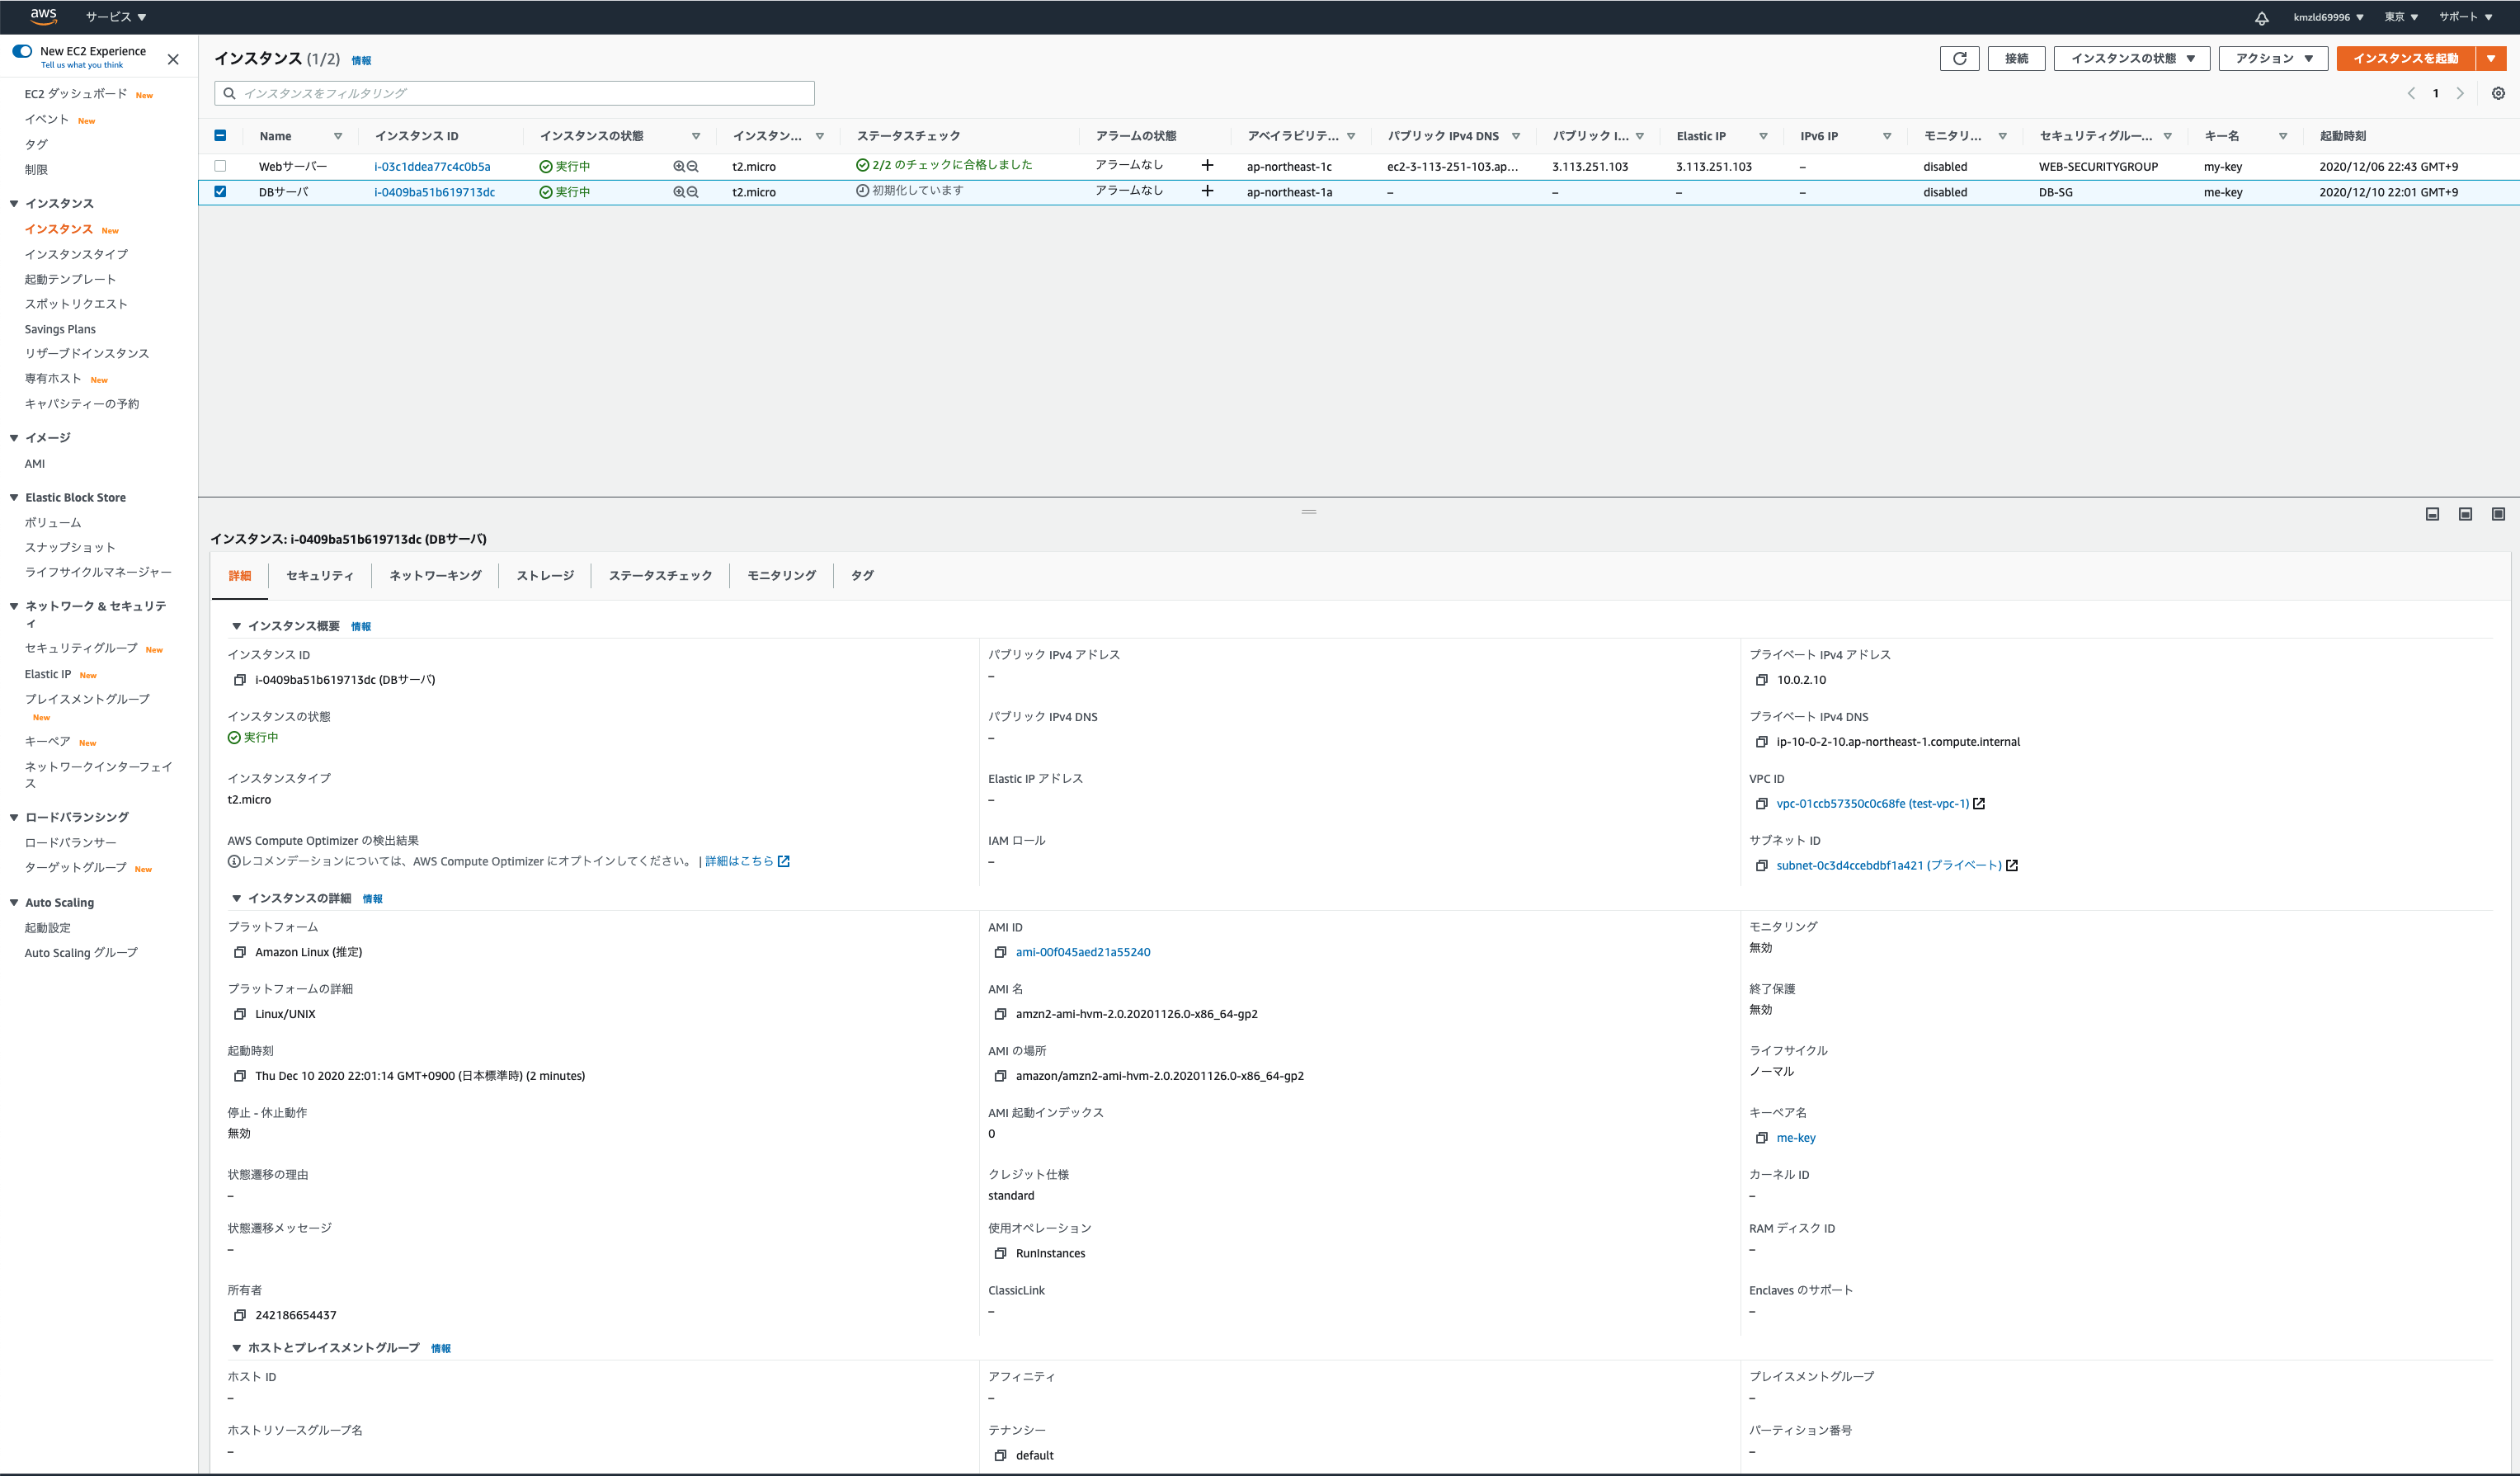 aws サービス ▼ kmzld69996 ▼ 東京 ▼ サポート ▼
New EC2 Experience
Tell us what you think
EC2 ダッシュボード New
イベント New
タグ
制限
▼ インスタンス
インスタンス New
インスタンスタイプ
起動テンプレート
スポットリクエスト
Savings Plans
リザーブドインスタンス
専有ホスト New
キャパシティーの予約
▼ イメージ
AMI
▼ Elastic Block Store
ボリューム
スナップショット
ライフサイクルマネージャー
▼ ネットワーク & セキュリテ
ィ
セキュリティグループ New
Elastic IP New
プレイスメントグループ
New
キーペア New
ネットワークインターフェイ
ス
▼ ロードバランシング
ロードバランサー
ターゲットグループ New
▼ Auto Scaling
起動設定
Auto Scaling グループ
インスタンス (1/2) 情報
接続 インスタンスの状態 ▼ アクション ▼ インスタンスを起動 ▼
インスタンスをフィルタリング
1
Name インスタンス ID インスタンスの状態 インスタン... ステータスチェック アラームの状態 アベイラビリテ... パブリック IPv4 DNS パブリック I... Elastic IP IPv6 IP モニタリ... セキュリティグルー... キー名 起動時刻
Webサーバー i-03c1ddea77c4c0b5a 実行中 t2.micro 2/2 のチェックに合格しました アラームなし + ap-northeast-1c ec2-3-113-251-103.ap... 3.113.251.103 3.113.251.103 – disabled WEB-SECURITYGROUP my-key 2020/12/06 22:43 GMT+9
DBサーバ i-0409ba51b619713dc 実行中 t2.micro 初期化しています アラームなし + ap-northeast-1a – – – – disabled DB-SG me-key 2020/12/10 22:01 GMT+9
インスタンス: i-0409ba51b619713dc (DBサーバ)
詳細 セキュリティ ネットワーキング ストレージ ステータスチェック モニタリング タグ
▼ インスタンス概要 情報
インスタンス ID
i-0409ba51b619713dc (DBサーバ)
パブリック IPv4 アドレス
–
プライベート IPv4 アドレス
10.0.2.10
インスタンスの状態
実行中
パブリック IPv4 DNS
–
プライベート IPv4 DNS
ip-10-0-2-10.ap-northeast-1.compute.internal
インスタンスタイプ
t2.micro
Elastic IP アドレス
–
VPC ID
vpc-01ccb57350c0c68fe (test-vpc-1)
AWS Compute Optimizer の検出結果
レコメンデーションについては、AWS Compute Optimizer にオプトインしてください。 | 詳細はこちら
IAM ロール
–
サブネット ID
subnet-0c3d4ccebdbf1a421 (プライベート)
▼ インスタンスの詳細 情報
プラットフォーム
Amazon Linux (推定)
AMI ID
ami-00f045aed21a55240
モニタリング
無効
プラットフォームの詳細
Linux/UNIX
AMI 名
amzn2-ami-hvm-2.0.20201126.0-x86_64-gp2
終了保護
無効
起動時刻
Thu Dec 10 2020 22:01:14 GMT+0900 (日本標準時) (2 minutes)
AMI の場所
amazon/amzn2-ami-hvm-2.0.20201126.0-x86_64-gp2
ライフサイクル
ノーマル
停止 - 休止動作
無効
AMI 起動インデックス
0
キーペア名
me-key
状態遷移の理由
–
クレジット仕様
standard
カーネル ID
–
状態遷移メッセージ
–
使用オペレーション
RunInstances
RAM ディスク ID
–
所有者
242186654437
ClassicLink
–
Enclaves のサポート
–
▼ ホストとプレイスメントグループ 情報
ホスト ID
–
アフィニティ
–
プレイスメントグループ
–
ホストリソースグループ名
–
テナンシー
default
パーティション番号
–